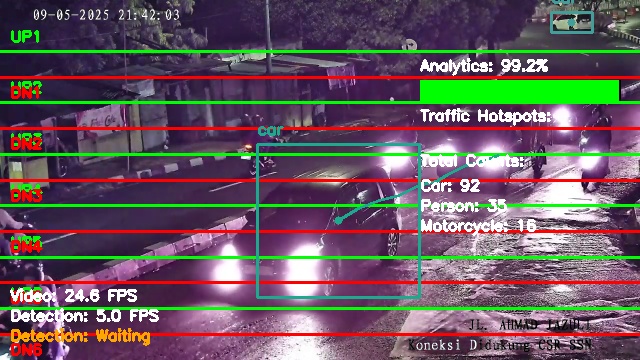 09-05-2025 21:42:03
car
UP1
Analytics: 99.2%
DN1
Traffic Hotspots:
car
DN2
Total Counts:
Car: 92
DN3
Person: 35
Motorcycle: 16
DN4
Video: 24.6 FPS
Detection: 5.0 FPS
Detection: Waiting
JL. AHMAD YAZULI
Koneksi Didukung CSR SSN
DN6